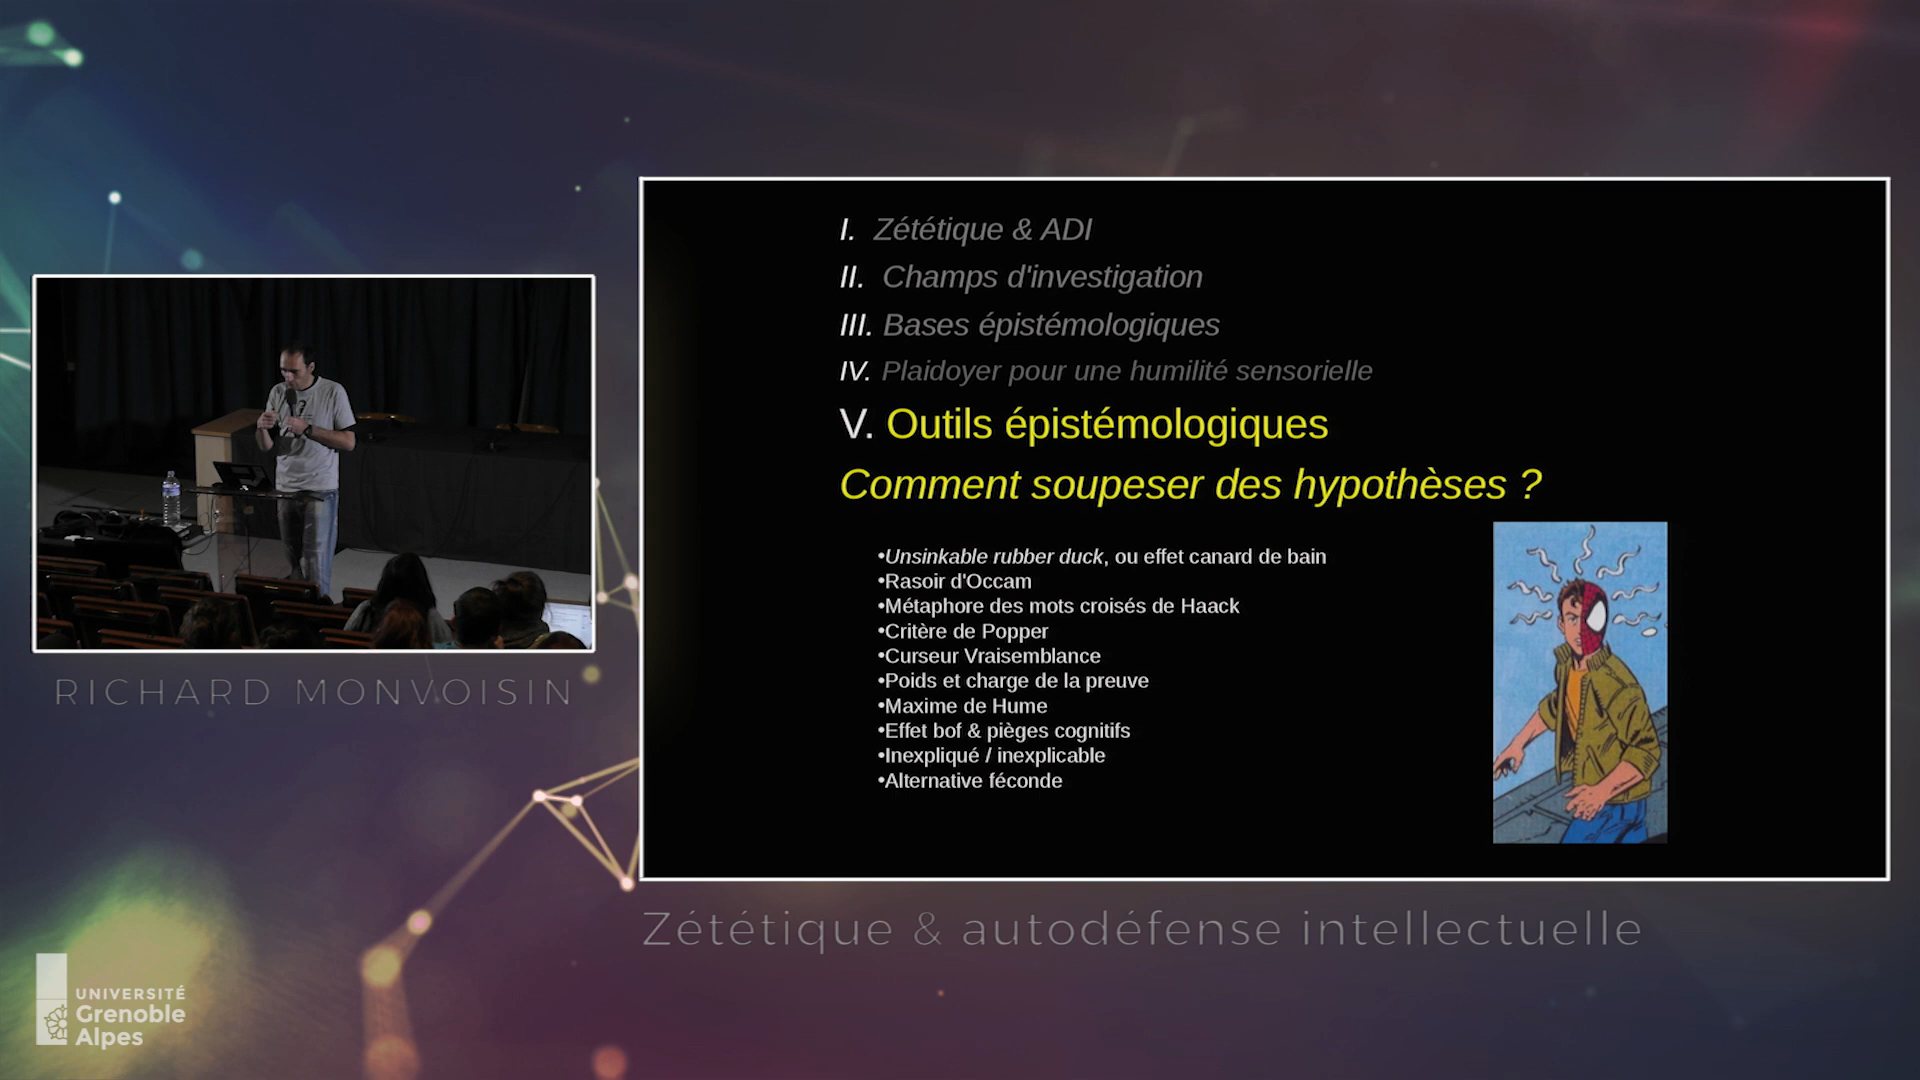 I. Zététique & ADI
II. Champs d'investigation
III. Bases épistémologiques
IV. Plaidoyer pour une humilité sensorielle
V. Outils épistémologiques
Comment soupeser des hypothèses ?
•Unsinkable rubber duck, ou effet canard de bain
•Rasoir d'Occam
•Métaphore des mots croisés de Haack
•Critère de Popper
•Curseur Vraisemblance
•Poids et charge de la preuve
•Maxime de Hume
•Effet bof & pièges cognitifs
•Inexpliqué / inexplicable
•Alternative féconde
RICHARD MONVOISIN
Zététique & autodéfense intellectuelle
UNIVERSITÉ
Grenoble
Alpes